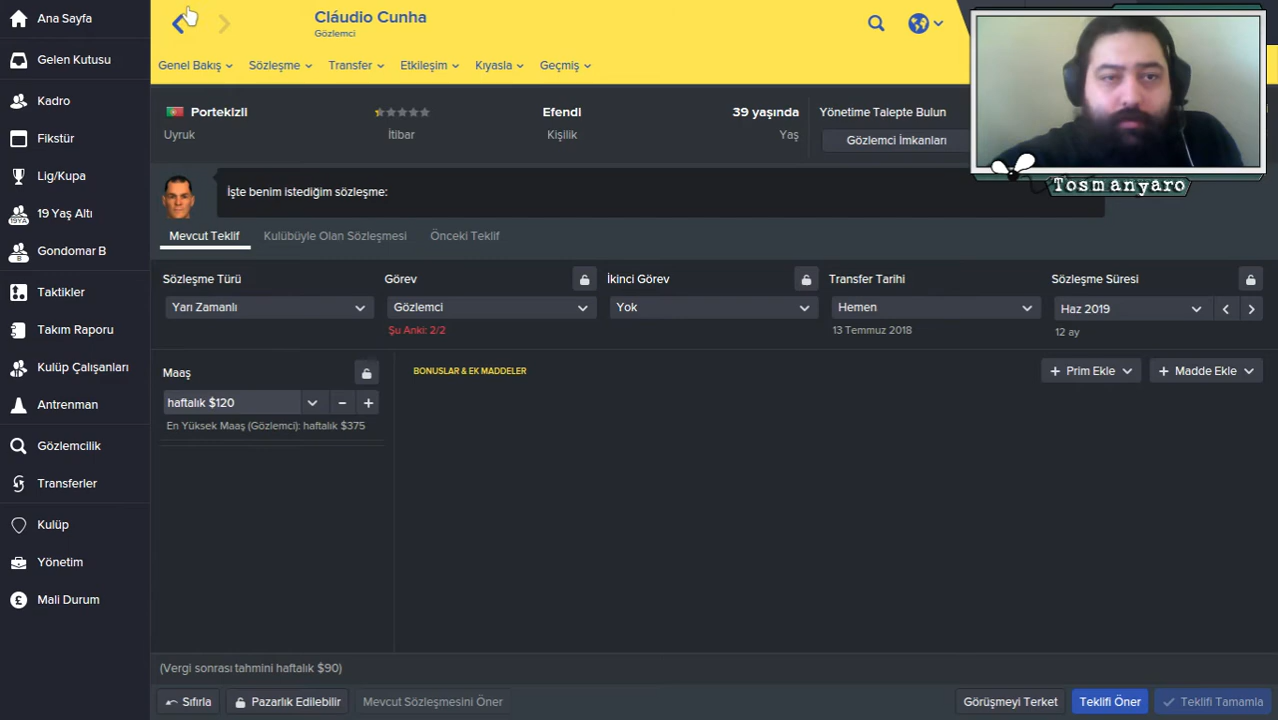 Ana Sayfa
Gelen Kutusu
Kadro
Fikstür
Lig/Kupa
19YA
19 Yaş Altı
B
Gondomar B
Taktikler
Takım Raporu
Kulüp Çalışanları
Antrenman
Gözlemcilik
Transferler
Kulüp
Yönetim
£
Mali Durum
Cláudio Cunha
Gözlemci
Genel Bakış
Sözleşme
Transfer
Etkileşim
Kıyasla
Geçmiş
Portekizli
Uyruk
İtibar
Efendi
Kişilik
39 yaşında
Yaş
Yönetime Talepte Bulun
Gözlemci İmkanları
Tosmanyaro
İşte benim istediğim sözleşme:
Mevcut Teklif
Kulübüyle Olan Sözleşmesi
Önceki Teklif
Sözleşme Türü
Yarı Zamanlı
Görev
Gözlemci
Şu Anki: 2/2
İkinci Görev
Yok
Transfer Tarihi
Hemen
13 Temmuz 2018
Sözleşme Süresi
Haz 2019
12 ay
Maaş
haftalık $120
En Yüksek Maaş (Gözlemci): haftalık $375
BONUSLAR & EK MADDELER
Prim Ekle
Madde Ekle
(Vergi sonrası tahmini haftalık $90)
Sıfırla
Pazarlık Edilebilir
Mevcut Sözleşmesini Öner
Görüşmeyi Terket
Teklifi Öner
Teklifi Tamamla